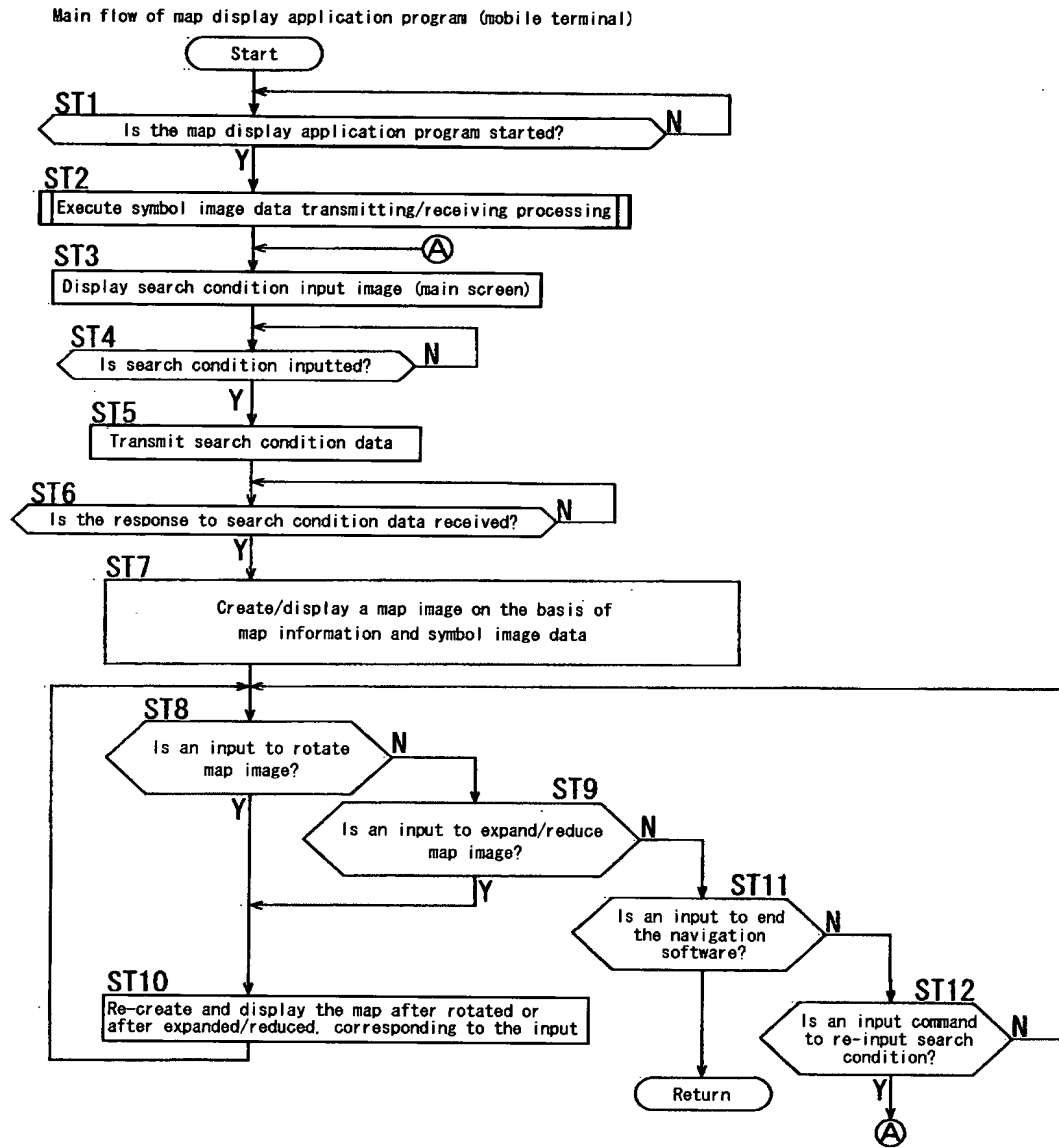 Main flow of map display application program (mobile terminal)
Start
ST1
Is the map display application program started?
N
Y
ST2
Execute symbol image data transmitting/receiving processing
A
ST3
Display search condition input image (main screen)
ST4
Is search condition inputted?
N
Y
ST5
Transmit search condition data
ST6
Is the response to search condition data received?
N
Y
ST7
Create/display a map image on the basis of
map information and symbol image data
ST8
Is an input to rotate
map image?
N
Y
ST9
Is an input to expand/reduce
map image?
N
Y
ST11
Is an input to end
the navigation
software?
N
ST10
Re-create and display the map after rotated or
after expanded/reduced, corresponding to the input
ST12
Is an input command
to re-input search
condition?
N
Y
Return
A